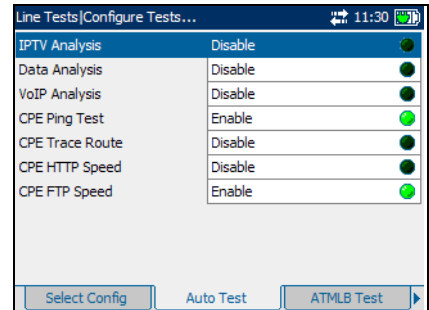 Line Tests|Configure Tests... 11:30
IPTV Analysis Disable
Data Analysis Disable
VoIP Analysis Disable
CPE Ping Test Enable
CPE Trace Route Disable
CPE HTTP Speed Disable
CPE FTP Speed Enable
Select Config Auto Test ATMLB Test